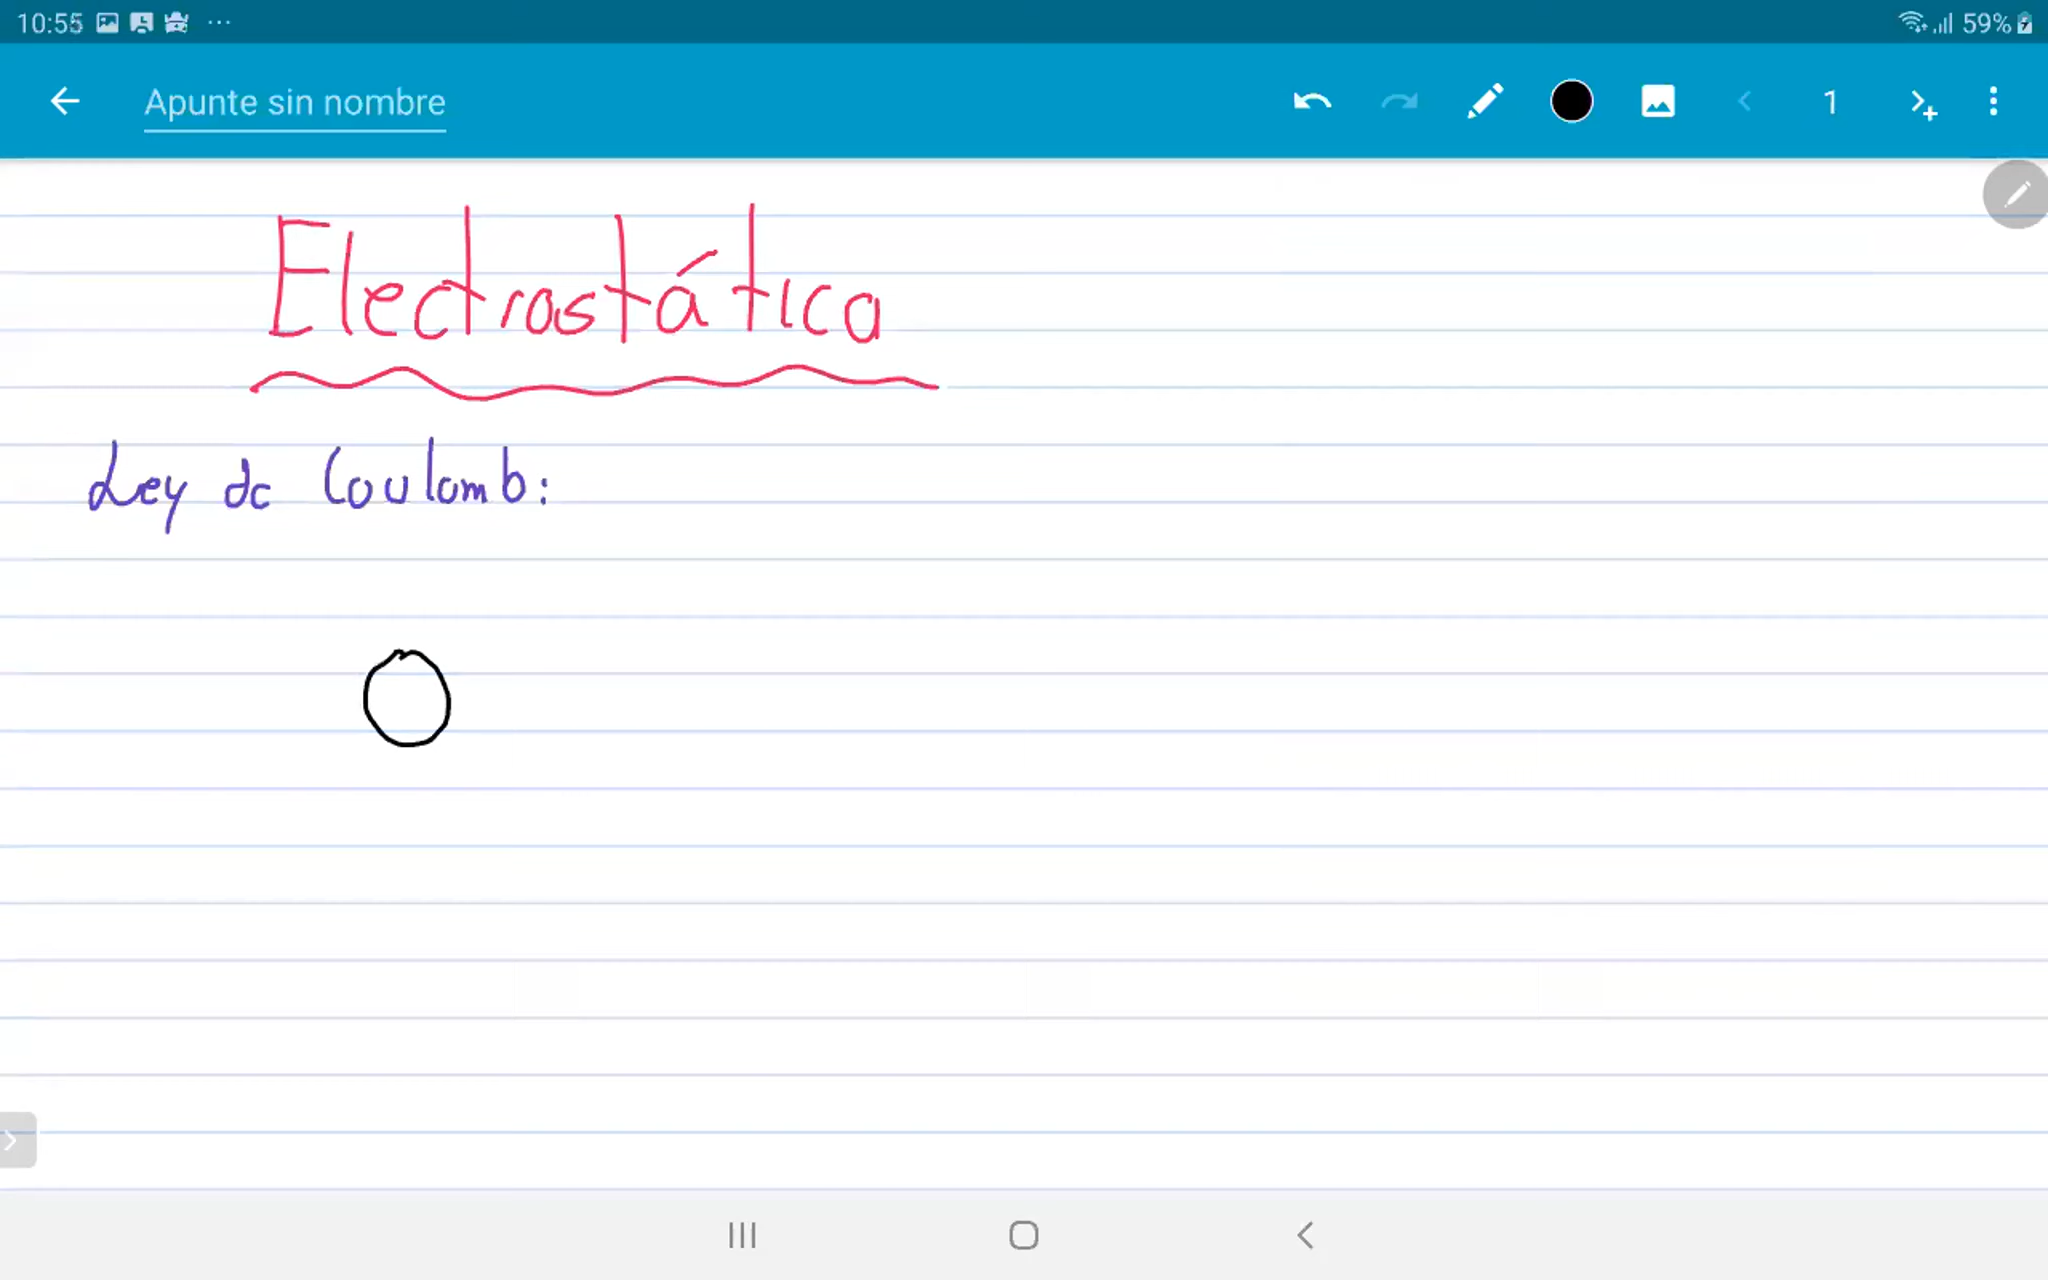 10:55 ... 59%
Apunte sin nombre 1
Electrostática
Ley de Coulomb: